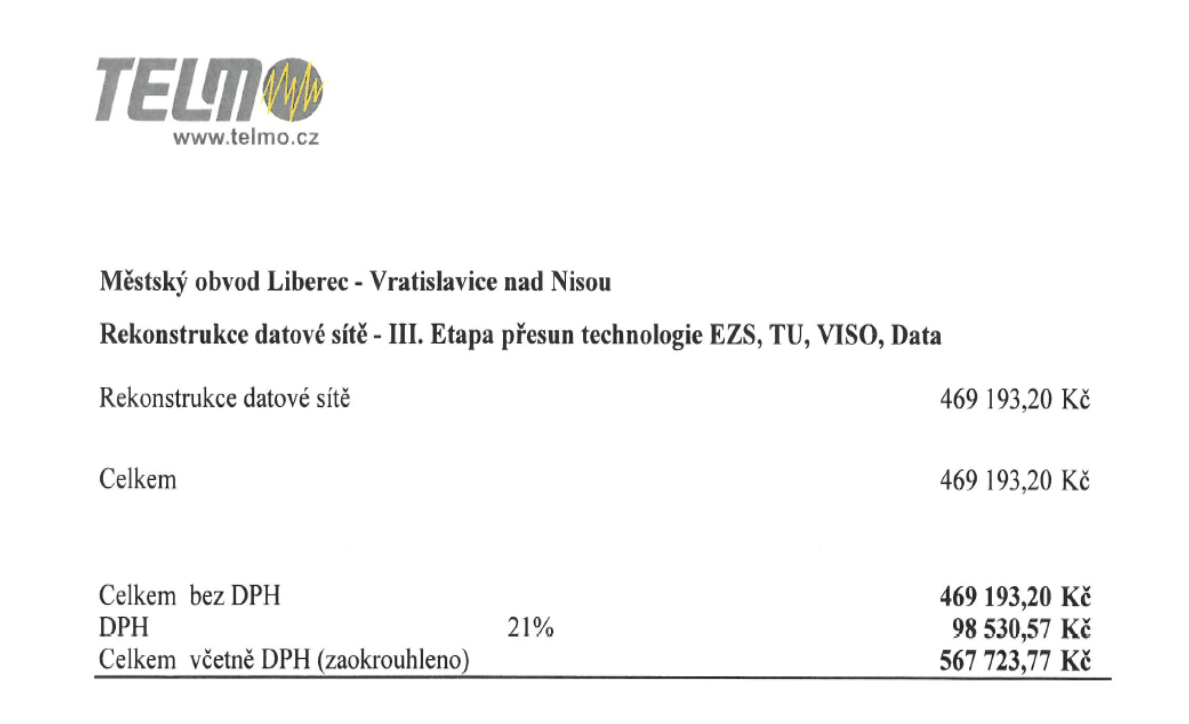 TELMO
www.telmo.cz
Městský obvod Liberec - Vratislavice nad Nisou
Rekonstrukce datové sítě - III. Etapa přesun technologie EZS, TU, VISO, Data
Rekonstrukce datové sítě 469 193,20 Kč
Celkem 469 193,20 Kč
Celkem bez DPH 469 193,20 Kč
DPH 21% 98 530,57 Kč
Celkem včetně DPH (zaokrouhleno) 567 723,77 Kč